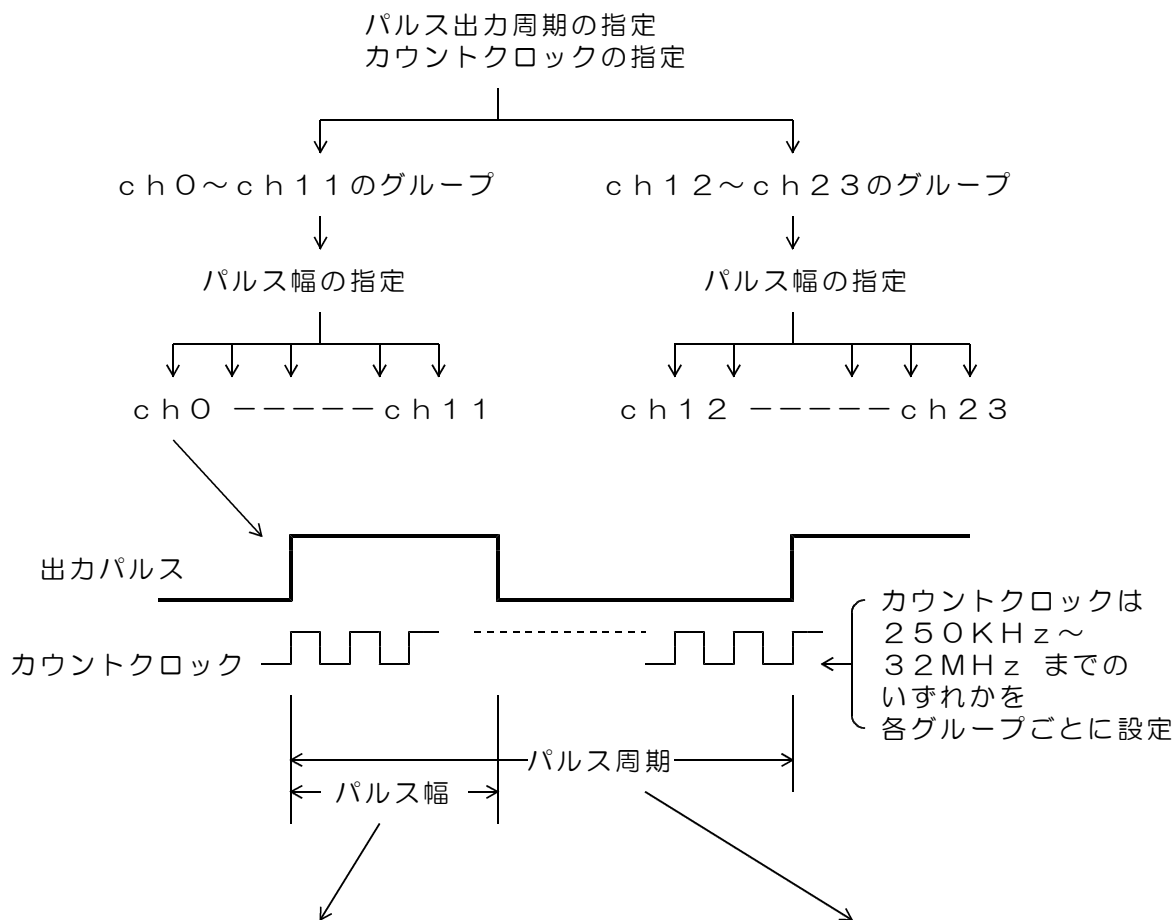 パルス出力周期の指定
カウントクロックの指定
ch0~ch11のグループ
ch12~ch23のグループ
パルス幅の指定
パルス幅の指定
ch0 -----ch11
ch12 -----ch23
出力パルス
カウントクロック
カウントクロックは
250KHz~
32MHz までの
いずれかを
各グループごとに設定
パルス周期
パルス幅